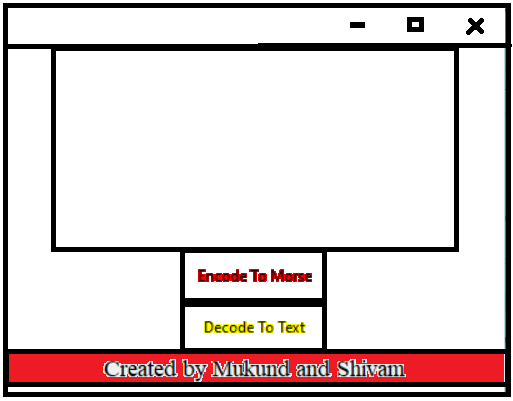 Encode To Morse
Decode To Text
Created by Mukund and Shivam